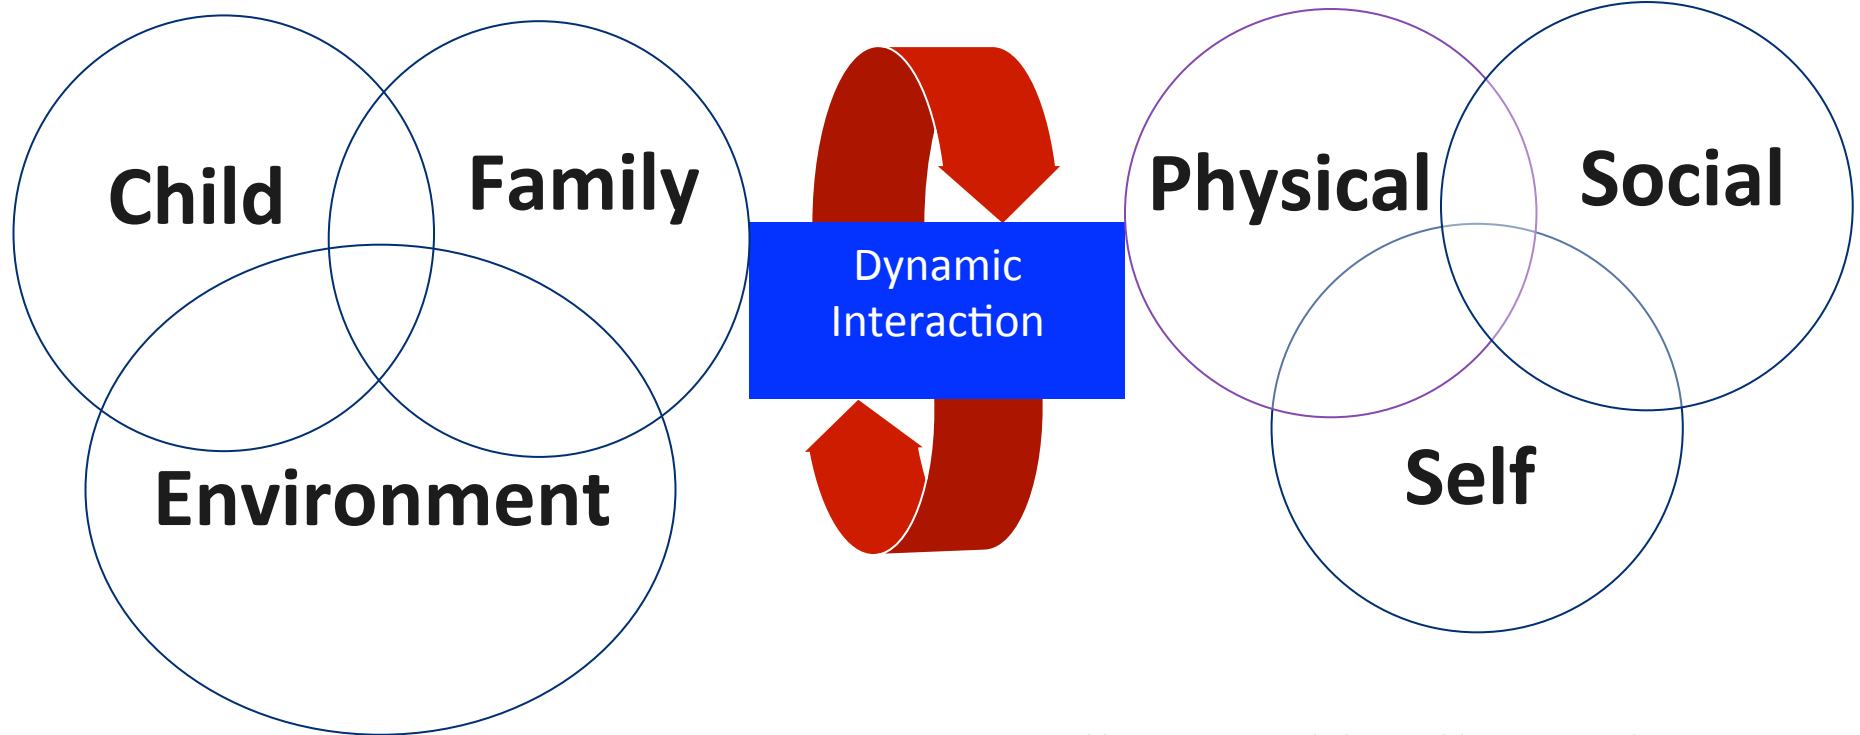 Child
Family
Environment
Dynamic
Interaction
Physical
Social
Self